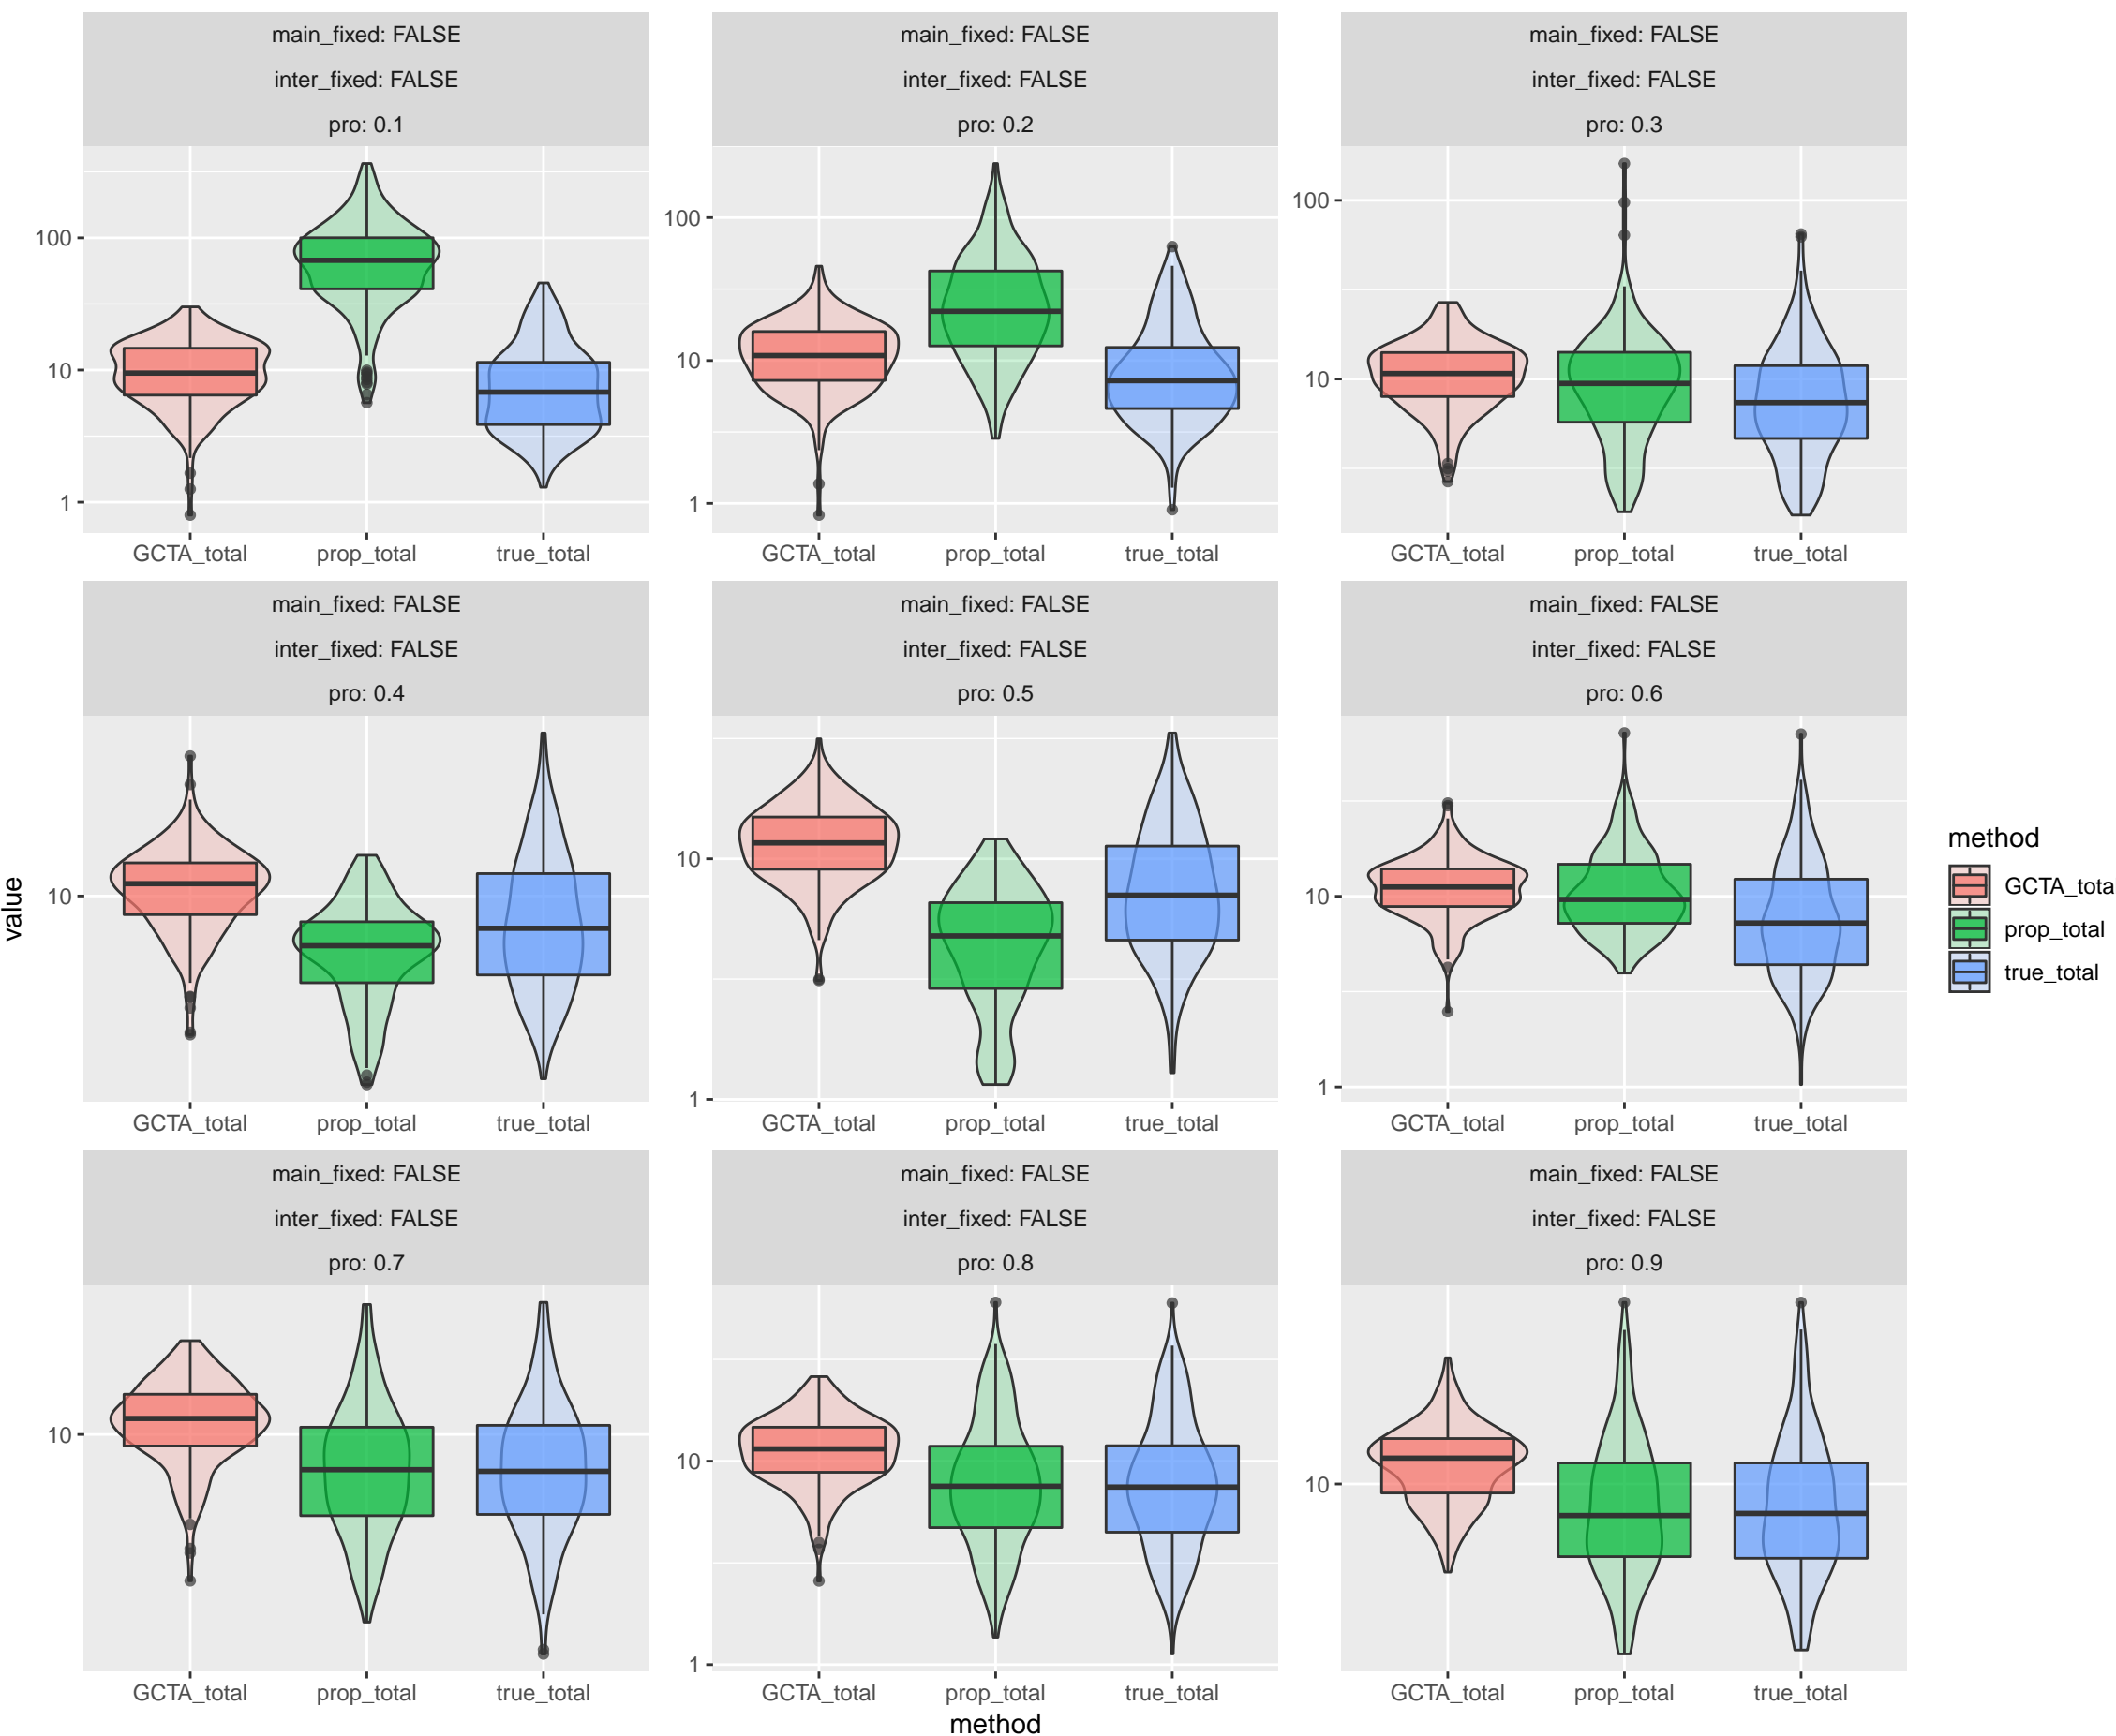 main_fixed: FALSE
inter_fixed: FALSE
pro: 0.1
main_fixed: FALSE
inter_fixed: FALSE
pro: 0.2
main_fixed: FALSE
inter_fixed: FALSE
pro: 0.3
100
10
1
GCTA_total
prop_total
true_total
100
10
1
GCTA_total
prop_total
true_total
100
10
GCTA_total
prop_total
true_total
main_fixed: FALSE
inter_fixed: FALSE
pro: 0.4
main_fixed: FALSE
inter_fixed: FALSE
pro: 0.5
main_fixed: FALSE
inter_fixed: FALSE
pro: 0.6
value
10
GCTA_total
prop_total
true_total
10
1
GCTA_total
prop_total
true_total
10
1
GCTA_total
prop_total
true_total
method
GCTA_tota
prop_total
true_total
main_fixed: FALSE
inter_fixed: FALSE
pro: 0.7
main_fixed: FALSE
inter_fixed: FALSE
pro: 0.8
main_fixed: FALSE
inter_fixed: FALSE
pro: 0.9
10
GCTA_total
prop_total
true_total
10
1
GCTA_total
prop_total
true_total
10
GCTA_total
prop_total
true_total
method